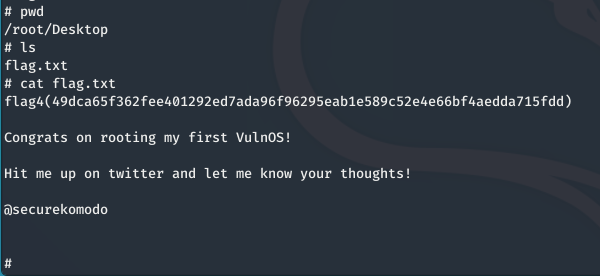 # pwd
/root/Desktop
# ls
flag.txt
# cat flag.txt
flag4(49dca65f362fee401292ed7ada96f96295eab1e589c52e4e66bf4aedda715fdd)
Congrats on rooting my first VulnOS!
Hit me up on twitter and let me know your thoughts!
@securekomodo
#